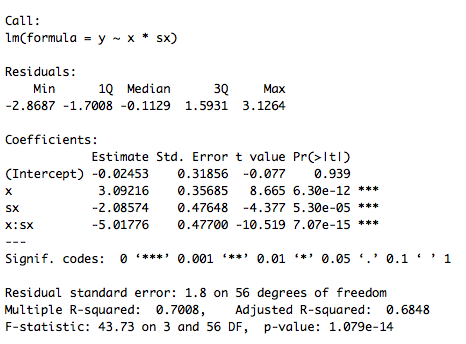 Call:
lm(formula = y ~ x * sx)
Residuals:
    Min      1Q  Median      3Q     Max
-2.8687 -1.7008 -0.1129  1.5931  3.1264
Coefficients:
            Estimate Std. Error t value Pr(>|t|)
(Intercept) -0.02453    0.31856  -0.077    0.939
x            3.09216    0.35685   8.665 6.30e-12 ***
sx          -2.08574    0.47648  -4.377 5.30e-05 ***
x:sx        -5.01776    0.47700 -10.519 7.07e-15 ***
---
Signif. codes:  0 ‘***’ 0.001 ‘**’ 0.01 ‘*’ 0.05 ‘.’ 0.1 ‘ ’ 1
Residual standard error: 1.8 on 56 degrees of freedom
Multiple R-squared:  0.7008,    Adjusted R-squared:  0.6848
F-statistic: 43.73 on 3 and 56 DF,  p-value: 1.079e-14